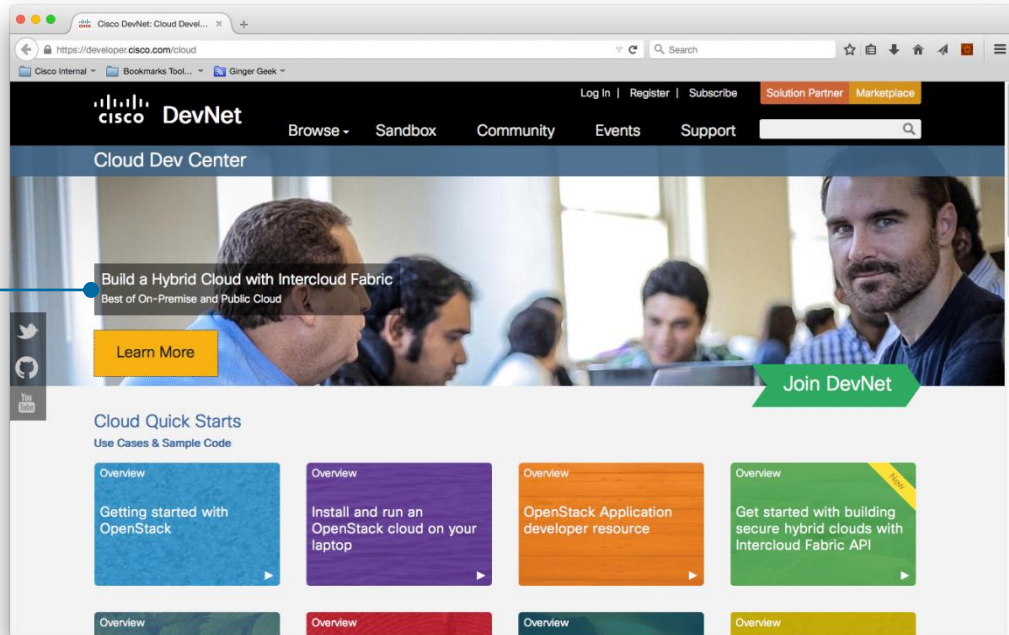 Cisco DevNet: Cloud Devel...
https://developer.cisco.com/cloud
Search
Cisco Internal
Bookmarks Tool...
Ginger Geek
Log In | Register | Subscribe
Solution Partner
Marketplace
CISCO DevNet
Browse
Sandbox
Community
Events
Support
Cloud Dev Center
Build a Hybrid Cloud with Intercloud Fabric
Best of On-Premise and Public Cloud
Learn More
You
Tube
Join DevNet
Cloud Quick Starts
Use Cases & Sample Code
Overview
Getting started with
OpenStack
Overview
Install and run an
OpenStack cloud on your
laptop
Overview
OpenStack Application
developer resource
Overview
New
Get started with building
secure hybrid clouds with
Intercloud Fabric API
Overview
Overview
Overview
Overview